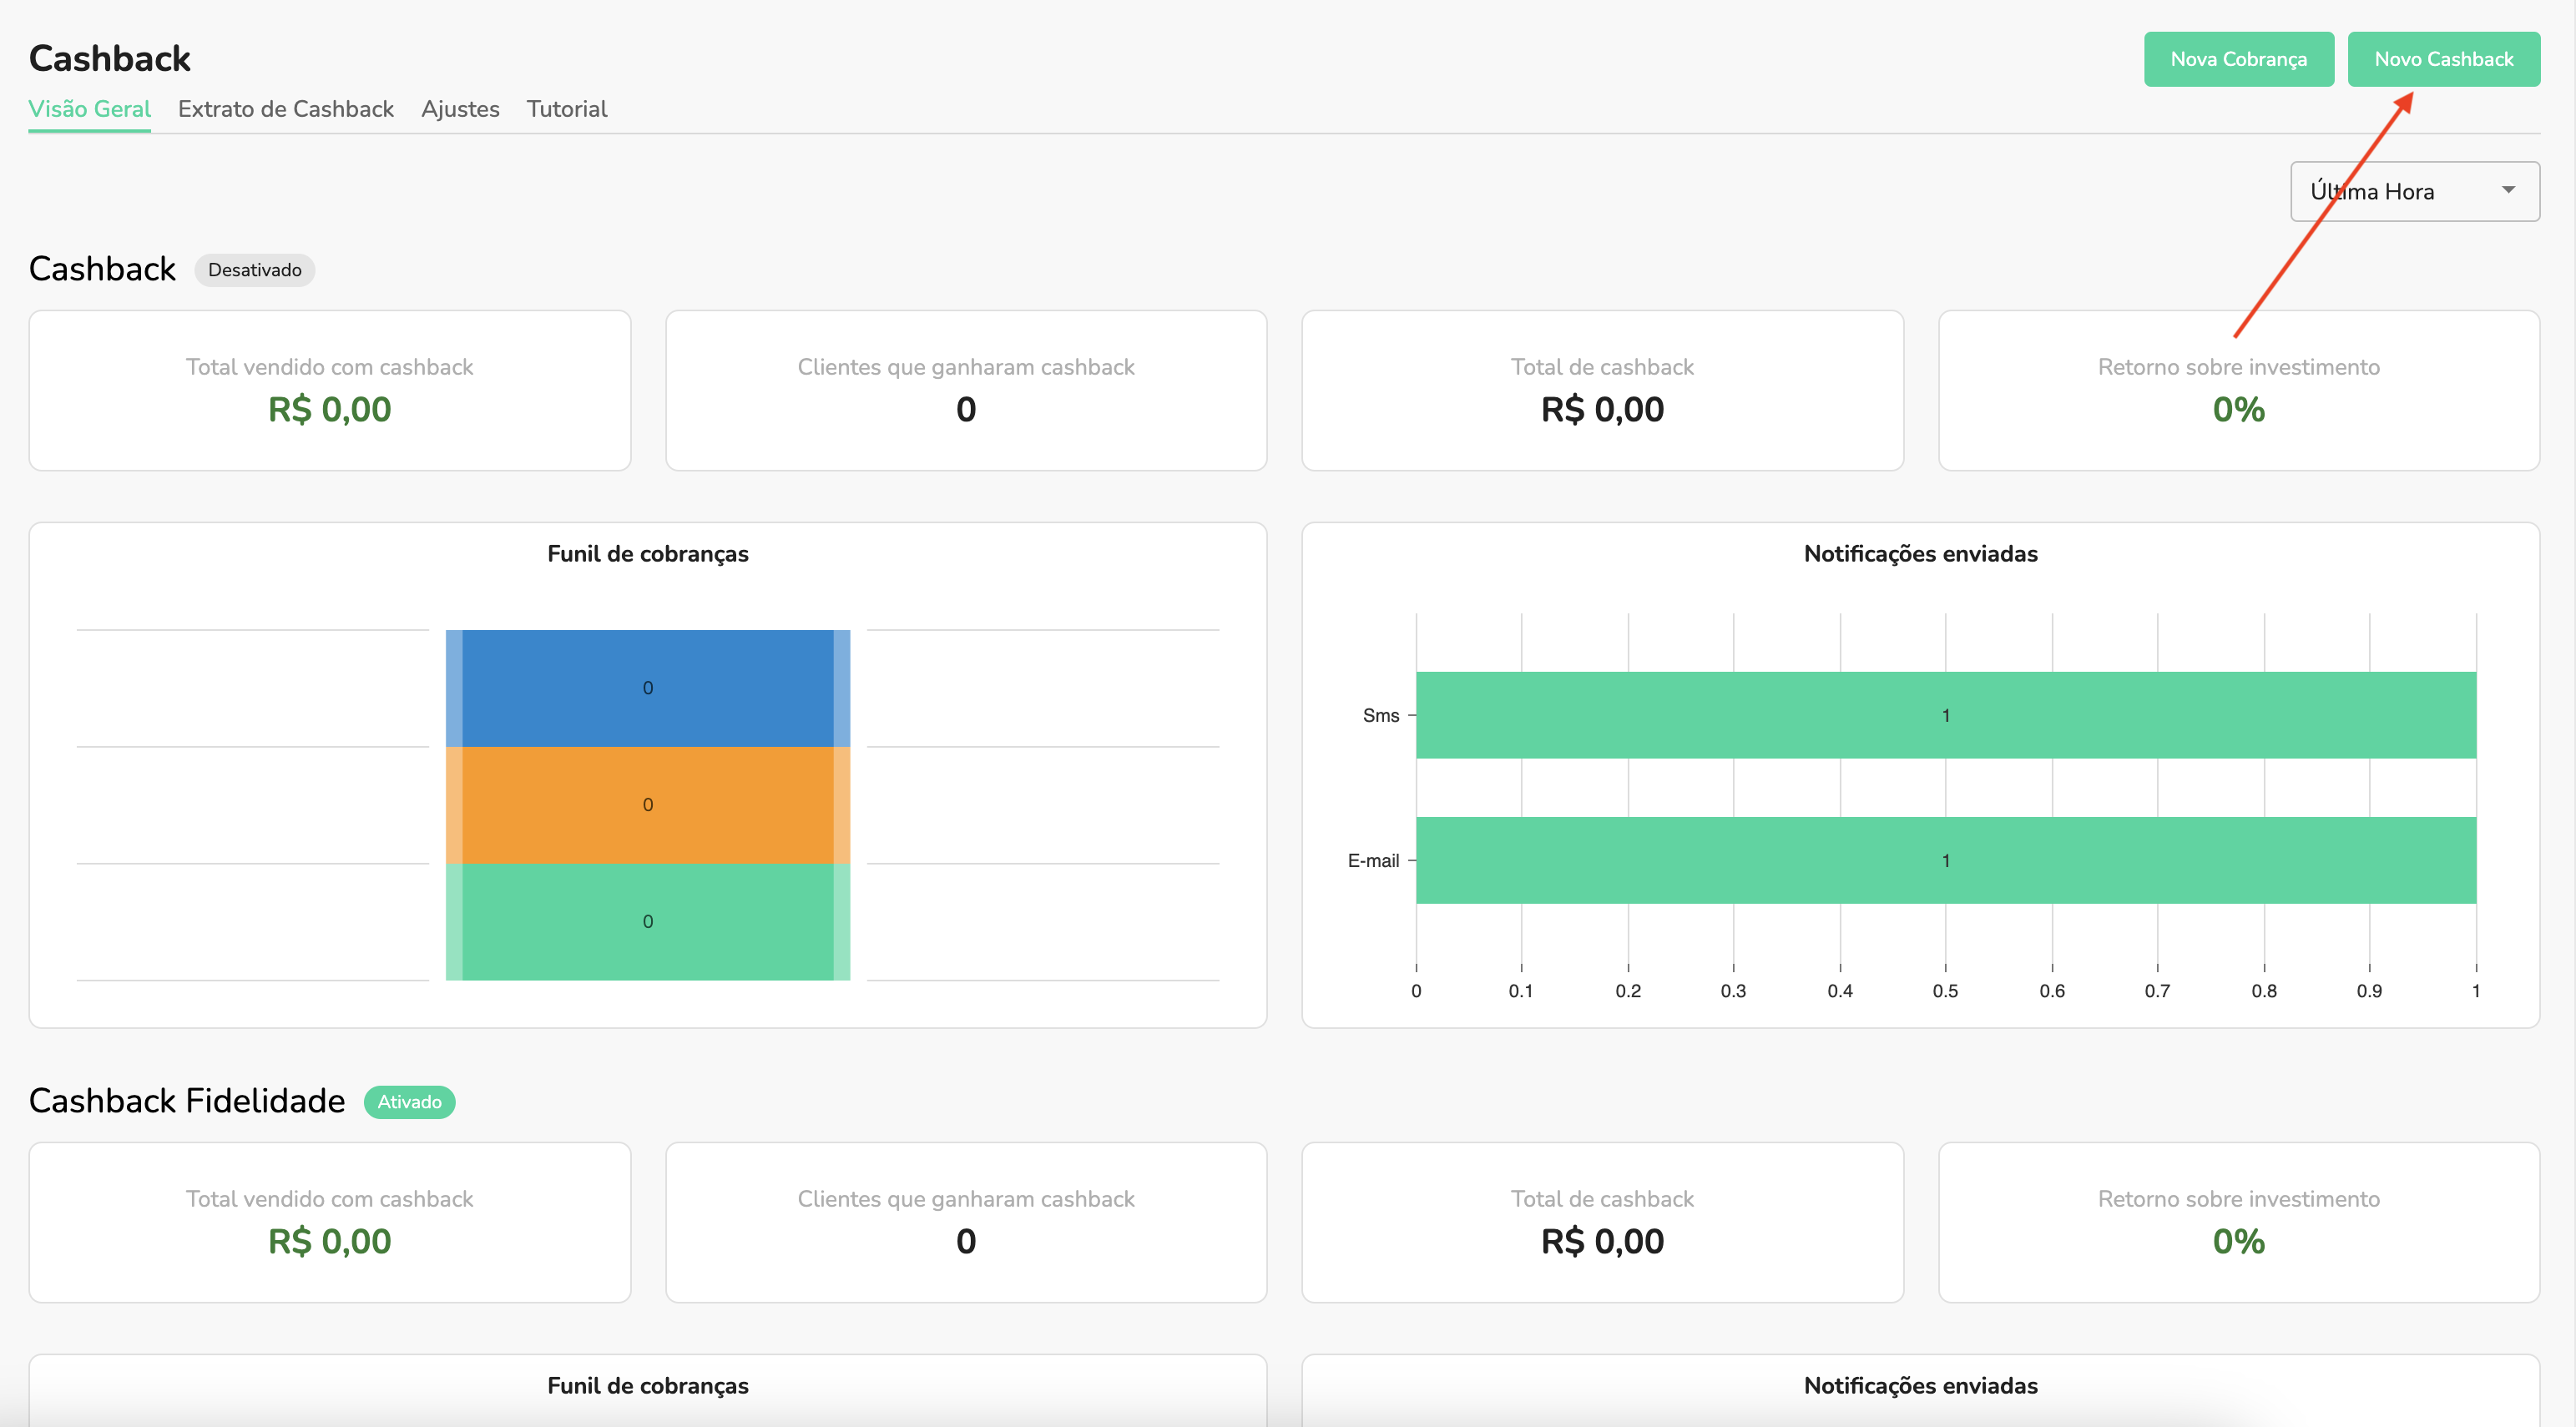 Cashback
Nova Cobrança
Novo Cashback
Visão Geral
Extrato de Cashback
Ajustes
Tutorial
Última Hora
Cashback
Desativado
Total vendido com cashback
R$ 0,00
Clientes que ganharam cashback
0
Total de cashback
R$ 0,00
Retorno sobre investimento
0%
Funil de cobranças
0
0
0
Notificações enviadas
Sms
1
E-mail
1
0
0.1
0.2
0.3
0.4
0.5
0.6
0.7
0.8
0.9
1
Cashback Fidelidade
Ativado
Total vendido com cashback
R$ 0,00
Clientes que ganharam cashback
0
Total de cashback
R$ 0,00
Retorno sobre investimento
0%
Funil de cobranças
Notificações enviadas